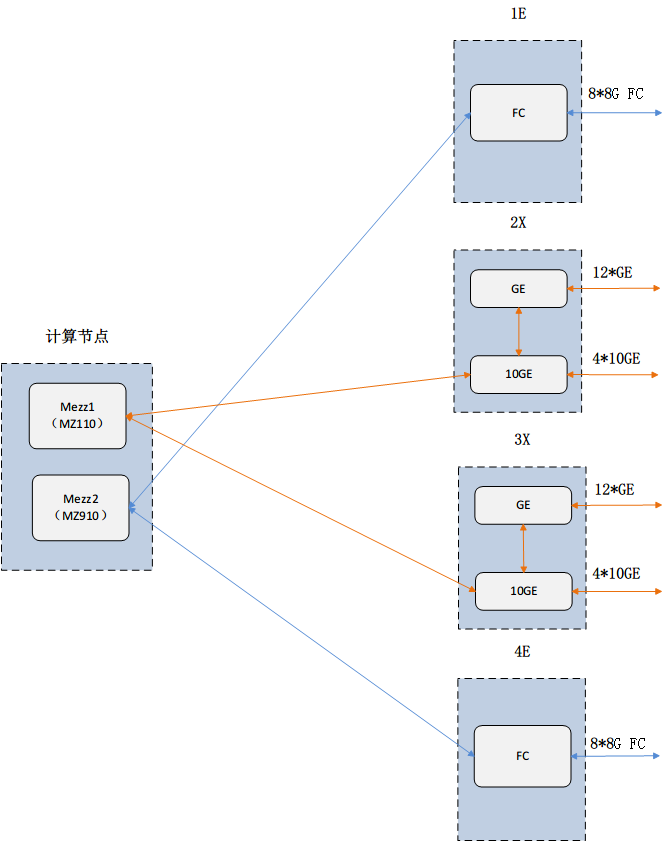 1E
FC
8*8G FC
2X
GE
12*GE
10GE
4*10GE
计算节点
Mezz1
（MZ110）
Mezz2
（MZ910）
3X
GE
12*GE
10GE
4*10GE
4E
FC
8*8G FC